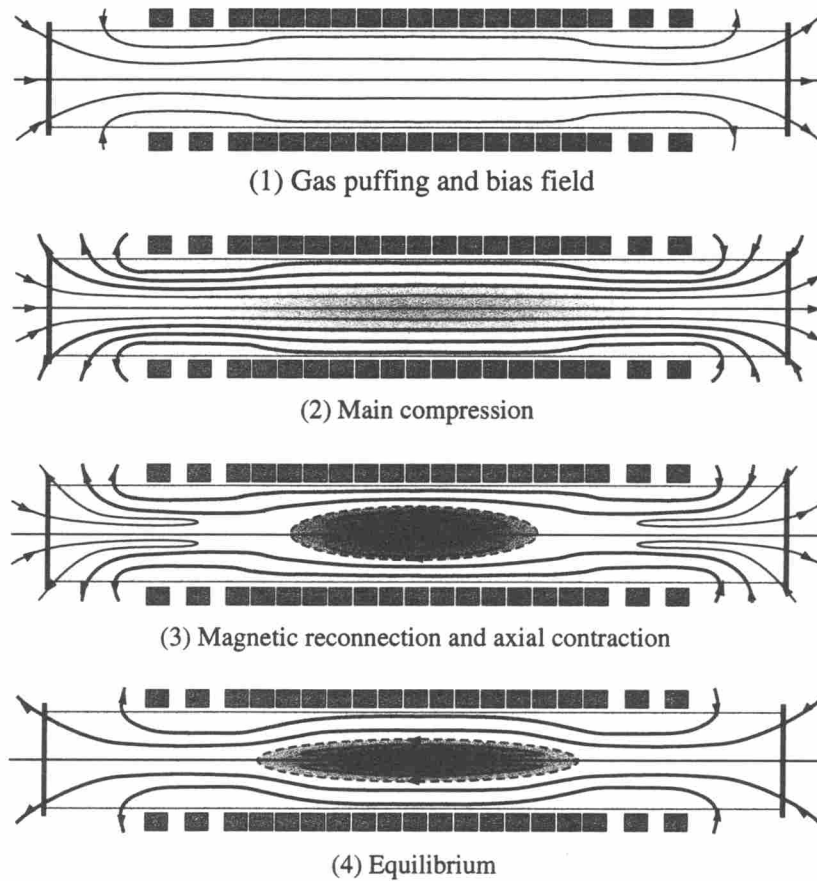 (1) Gas puffing and bias field
(2) Main compression
(3) Magnetic reconnection and axial contraction
(4) Equilibrium